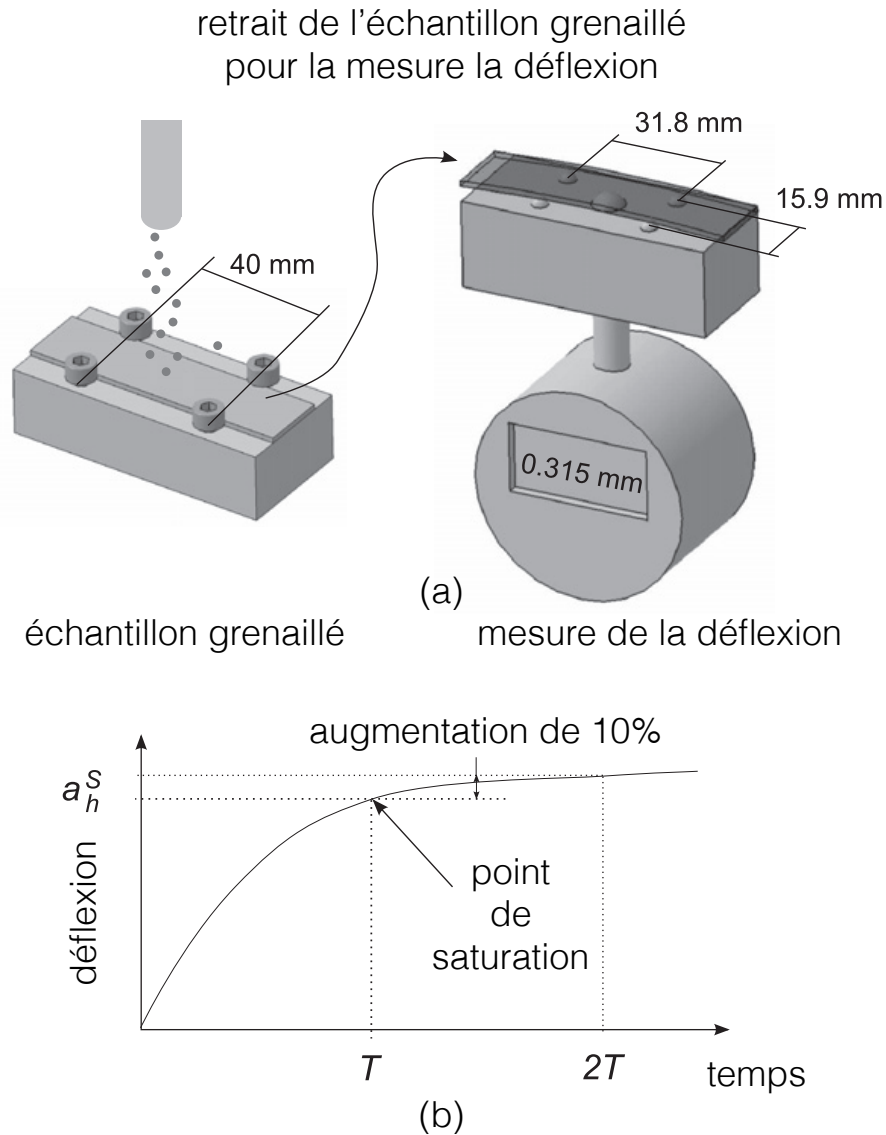 retrait de l'échantillon grenaillé
pour la mesure la déflexion
31.8 mm
15.9 mm
40 mm
0.315 mm
(a)
échantillon grenaillé
mesure de la déflexion
augmentation de 10%
a_h^S
déflexion
point
de
saturation
T
2T
temps
(b)